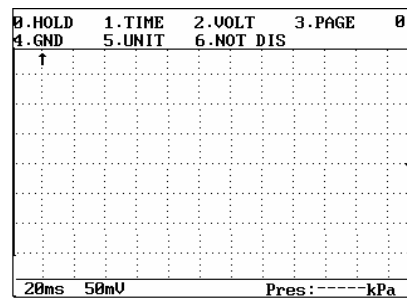 0.HOLD 1.TIME 2.VOLT 3.PAGE 0
4.GND 5.UNIT 6.NOT DIS
20ms 50mV Pres:-----kPa